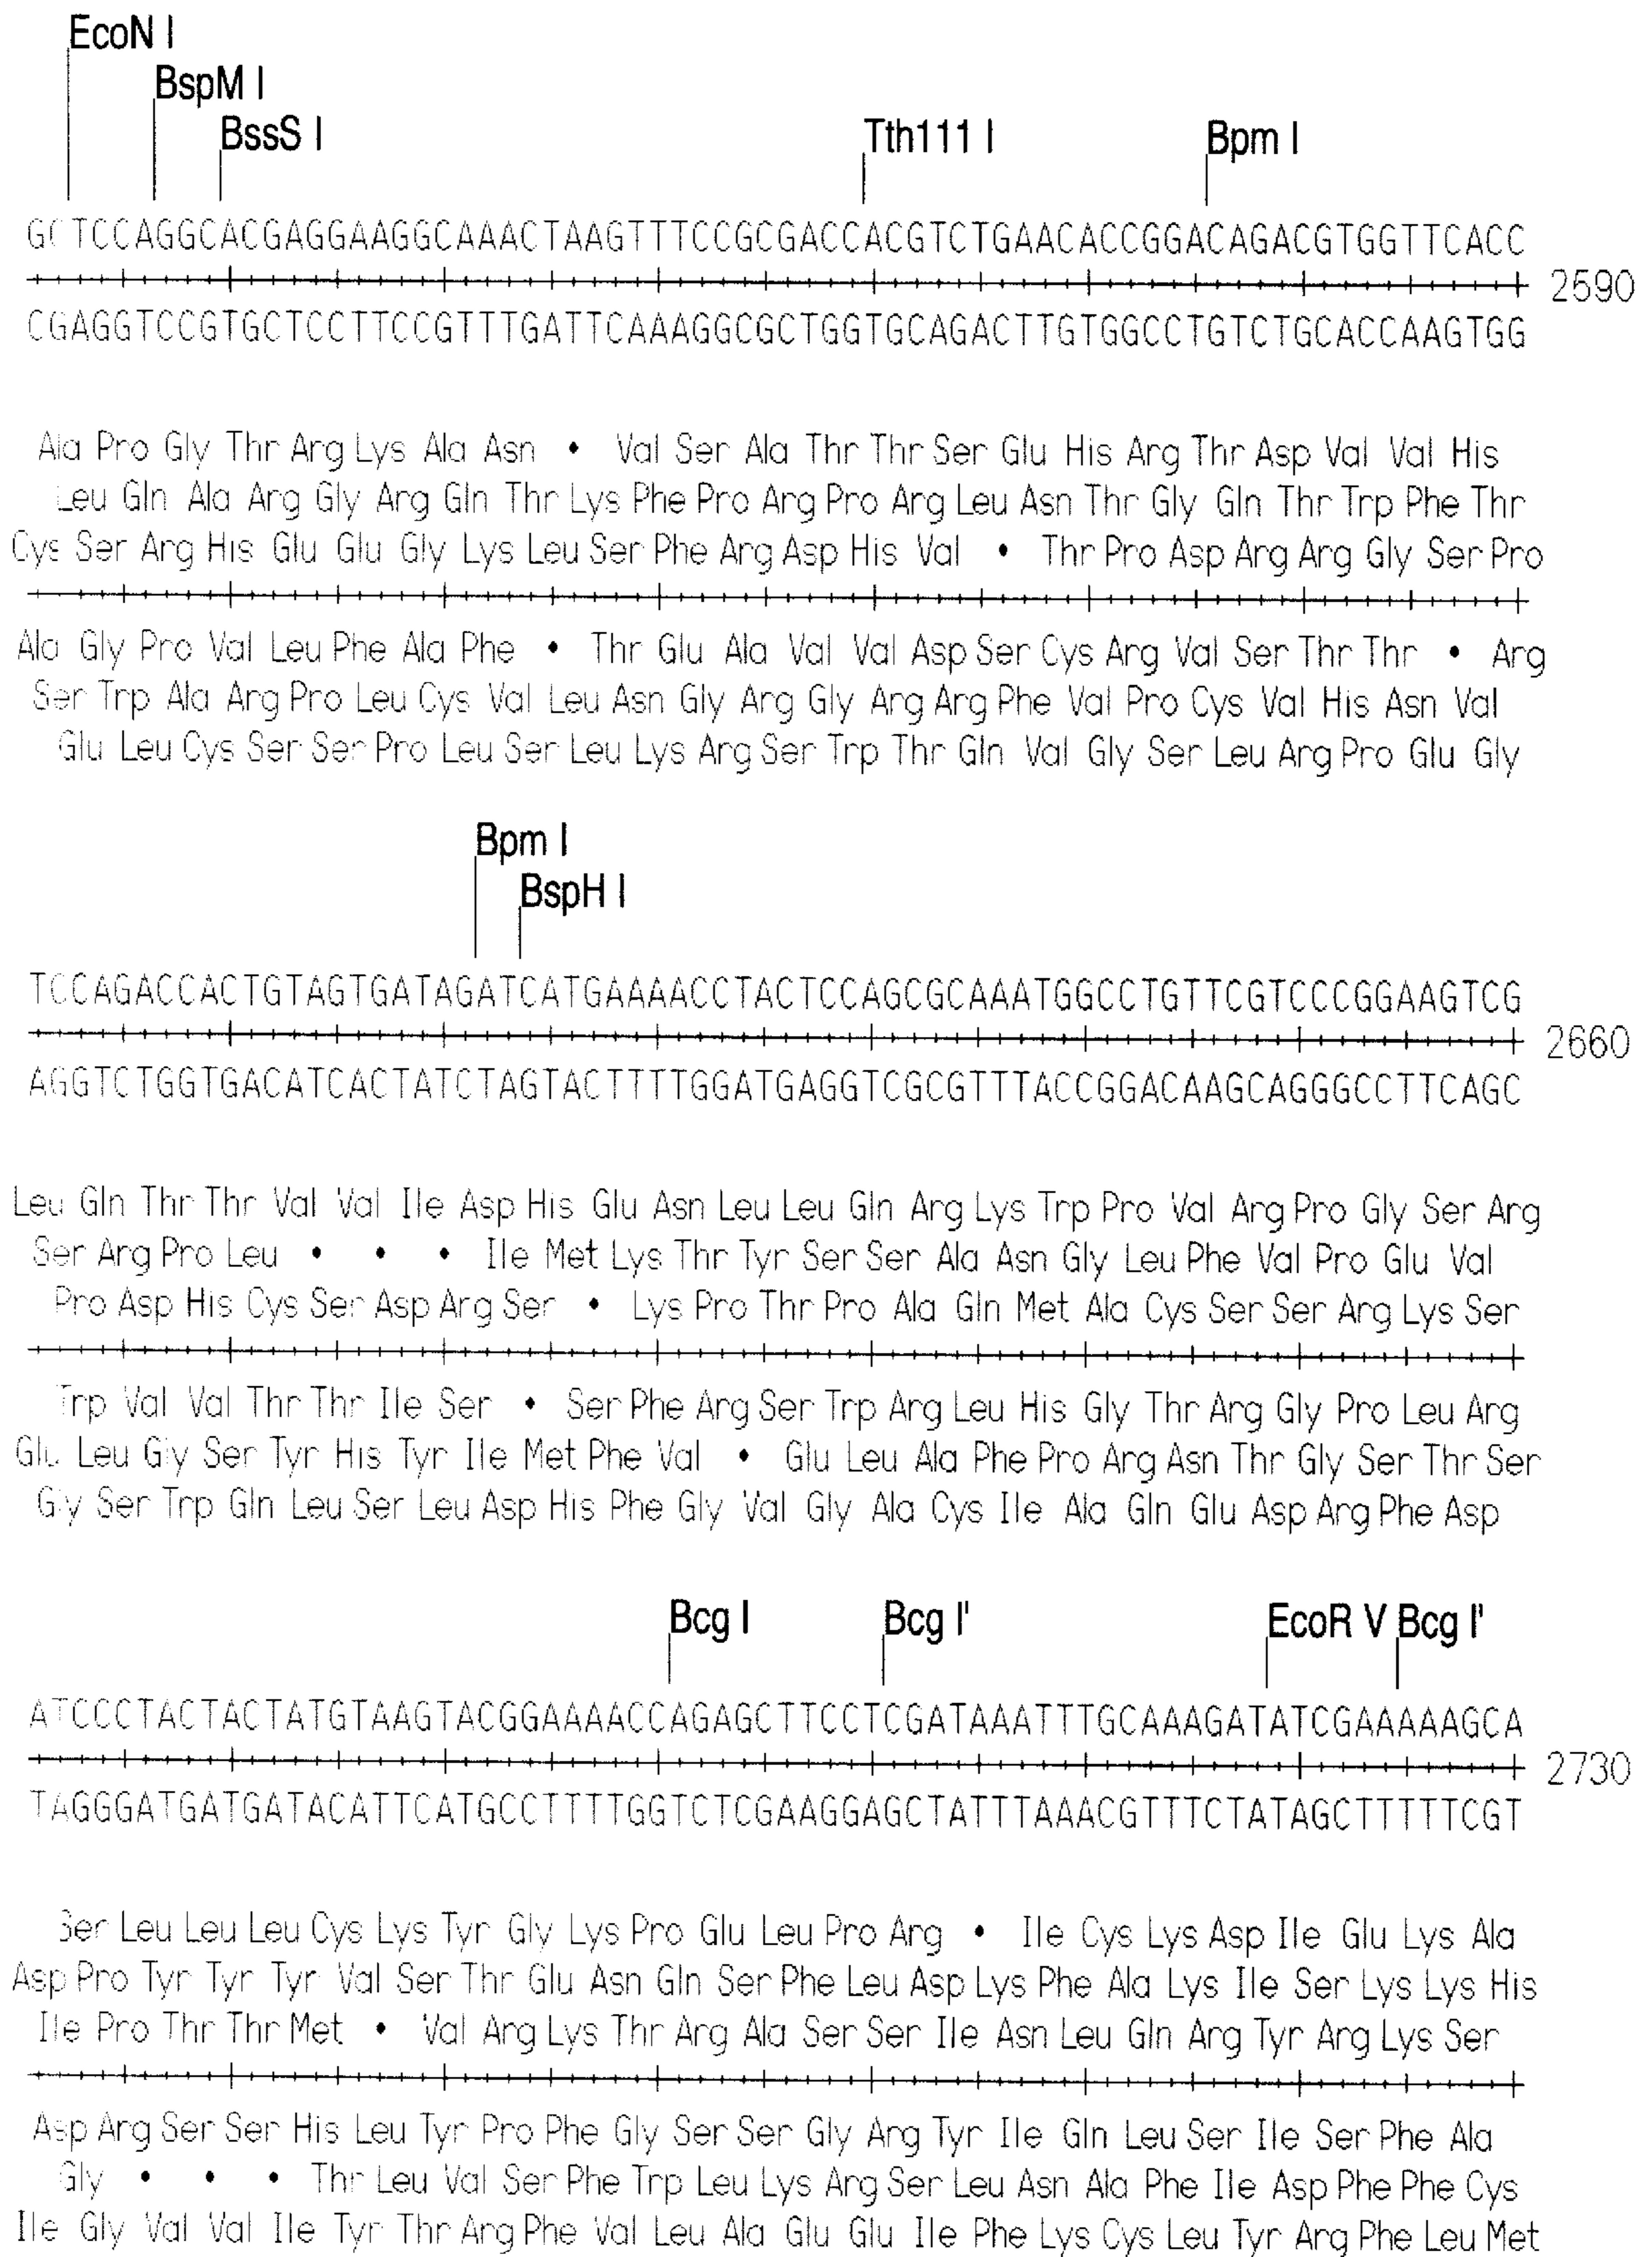 EcoN I
BspM I
BssS I Tth111 I Bpm I
GCTCCAGGCACGAGGAAGGCAAACTAAGTTTCCGCGACCACGTCTGAACACCGGACAGACGTGGTTCACC
2590
CGAGGTCCGTGCTCCTTCCGTTTGATTCAAAGGCGCTGGTGCAGACTTGTGGCCTGTCTGCACCAAGTGG
Ala Pro Gly Thr Arg Lys Ala Asn • Val Ser Ala Thr Thr Ser Glu His Arg Thr Asp Val Val His
Leu Gln Ala Arg Gly Arg Gln Thr Lys Phe Pro Arg Pro Arg Leu Asn Thr Gly Gln Thr Trp Phe Thr
Cys Ser Arg His Glu Glu Gly Lys Leu Ser Phe Arg Asp His Val • Thr Pro Asp Arg Arg Gly Ser Pro
Ala Gly Pro Val Leu Phe Ala Phe • Thr Glu Ala Val Val Asp Ser Cys Arg Val Ser Thr Thr • Arg
Ser Trp Ala Arg Pro Leu Cys Val Leu Asn Gly Arg Gly Arg Arg Phe Val Pro Cys Val His Asn Val
Glu Leu Cys Ser Ser Pro Leu Ser Leu Lys Arg Ser Trp Thr Gln Val Gly Ser Leu Arg Pro Glu Gly
Bpm I
BspH I
TCCAGACCACTGTAGTGATAGATCATGAAAACCTACTCCAGCGCAAATGGCCTGTTCGTCCCGGAAGTCG
2660
AGGTCTGGTGACATCACTATCTAGTACTTTTGGATGAGGTCGCGTTTACCGGACAAGCAGGGCCTTCAGC
Leu Gln Thr Thr Val Val Ile Asp His Glu Asn Leu Leu Gln Arg Lys Trp Pro Val Arg Pro Gly Ser Arg
Ser Arg Pro Leu • • • Ile Met Lys Thr Tyr Ser Ser Ala Asn Gly Leu Phe Val Pro Glu Val
Pro Asp His Cys Ser Asp Arg Ser • Lys Pro Thr Pro Ala Gln Met Ala Cys Ser Ser Arg Lys Ser
Trp Val Val Thr Thr Ile Ser • Ser Phe Arg Ser Trp Arg Leu His Gly Thr Arg Gly Pro Leu Arg
Glu Leu Gly Ser Tyr His Tyr Ile Met Phe Val • Glu Leu Ala Phe Pro Arg Asn Thr Gly Ser Thr Ser
Gly Ser Trp Gln Leu Ser Leu Asp His Phe Gly Val Gly Ala Cys Ile Ala Gln Glu Asp Arg Phe Asp
Bcg I Bcg I' EcoR V Bcg I'
ATCCCTACTACTATGTAAGTACGGAAAACCAGAGCTTCCTCGATAAATTTGCAAAGATATCGAAAAAGCA
2730
TAGGGATGATGATACATTCATGCCTTTTGGTCTCGAAGGAGCTATTTAAACGTTTCTATAGCTTTTTCGT
Ser Leu Leu Leu Cys Lys Tyr Gly Lys Pro Glu Leu Pro Arg • Ile Cys Lys Asp Ile Glu Lys Ala
Asp Pro Tyr Tyr Tyr Val Ser Thr Glu Asn Gln Ser Phe Leu Asp Lys Phe Ala Lys Ile Ser Lys Lys His
Ile Pro Thr Thr Met • Val Arg Lys Thr Arg Ala Ser Ser Ile Asn Leu Gln Arg Tyr Arg Lys Ser
Asp Arg Ser Ser His Leu Tyr Pro Phe Gly Ser Ser Gly Arg Tyr Ile Gln Leu Ser Ile Ser Phe Ala
Gly • • • Thr Leu Val Ser Phe Trp Leu Lys Arg Ser Leu Asn Ala Phe Ile Asp Phe Phe Cys
Ile Gly Val Val Ile Tyr Thr Arg Phe Val Leu Ala Glu Glu Ile Phe Lys Cys Leu Tyr Arg Phe Leu Met